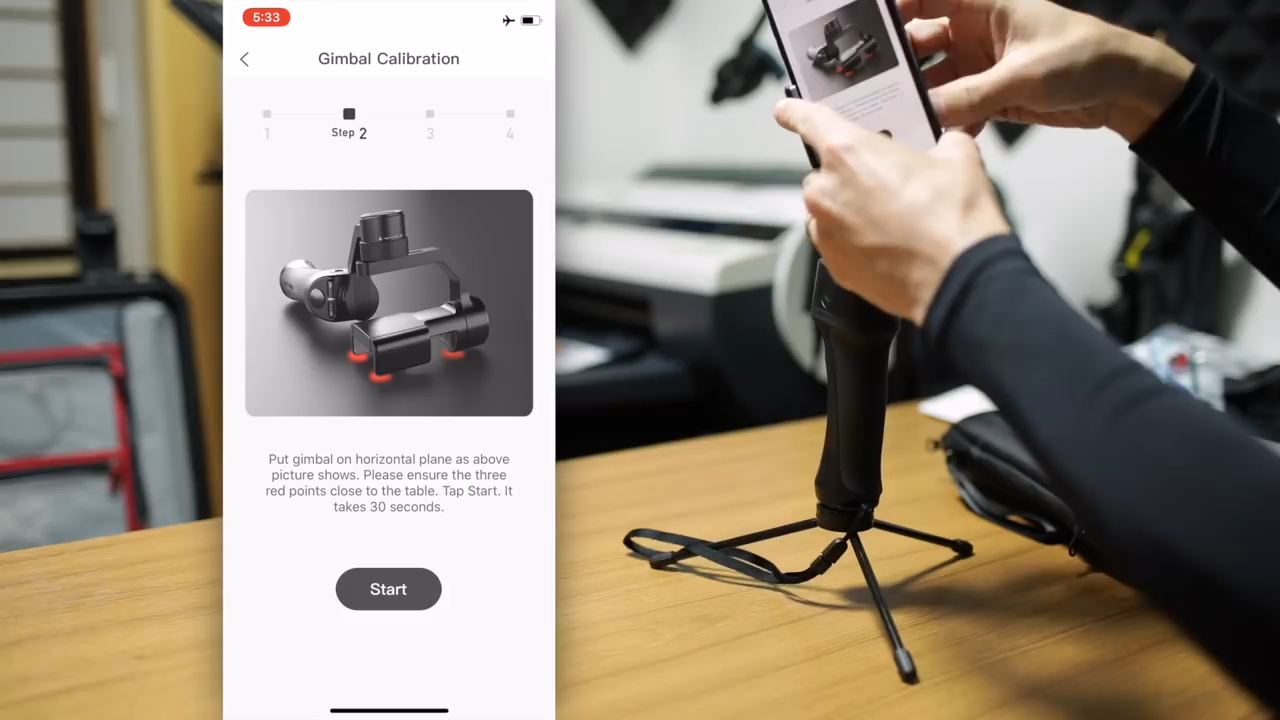 5:33
Gimbal Calibration
1 Step 2 3 4
Put gimbal on horizontal plane as above
picture shows. Please ensure the three
red points close to the table. Tap Start. It
takes 30 seconds.
Start